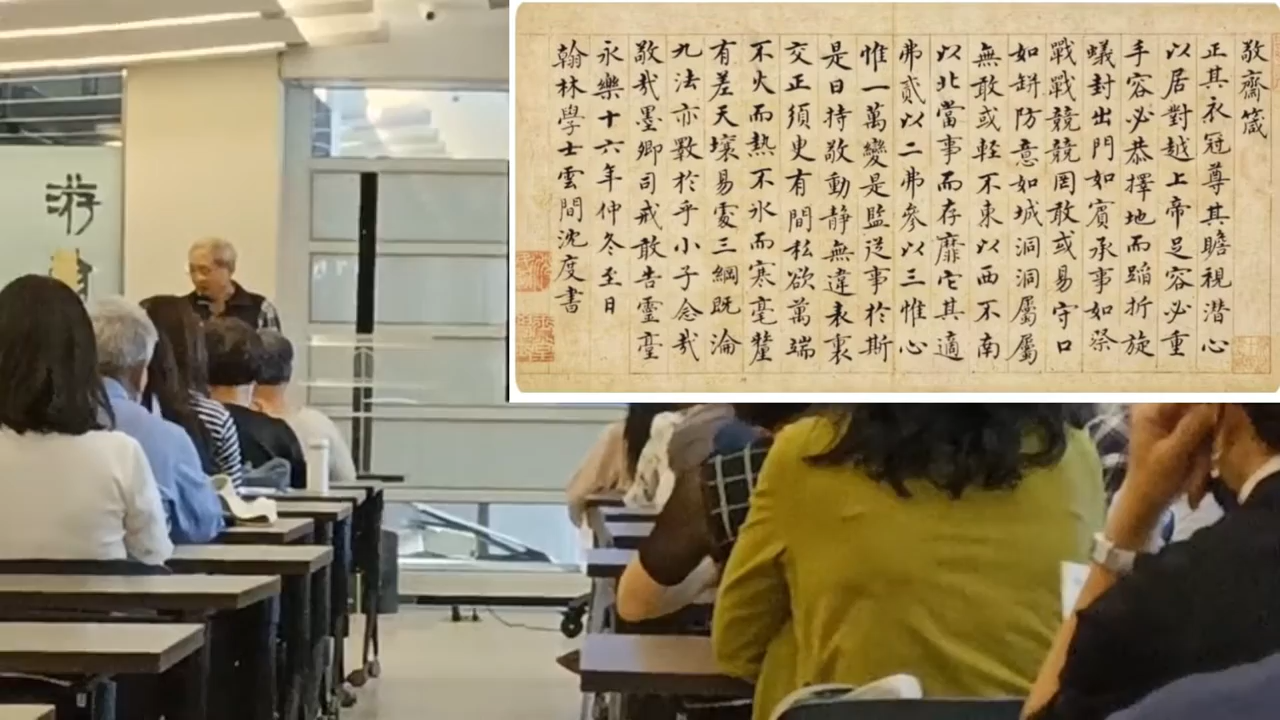 敬齋箴
正其衣冠尊其瞻視潛心
以居對越上帝足容必重
手容必恭擇地而蹈折旋
蟻封出門如賓承事如祭
戰戰兢兢罔敢或易守口
如缾防意如城洞洞屬屬
無敢或輕不東以西不南
以北當事而存靡它其適
弗貳以二弗參以三惟心
惟一萬變是監從事於斯
是曰持敬動静無違表裏
交正須臾有間私欲萬端
不火而熱不氷而寒毫釐
有差天壤易處三綱既淪
九法亦斁於乎小子念哉
敬哉墨卿司戒敢告靈臺
永樂十六年仲冬至日
翰林學士雲間沈度書
游